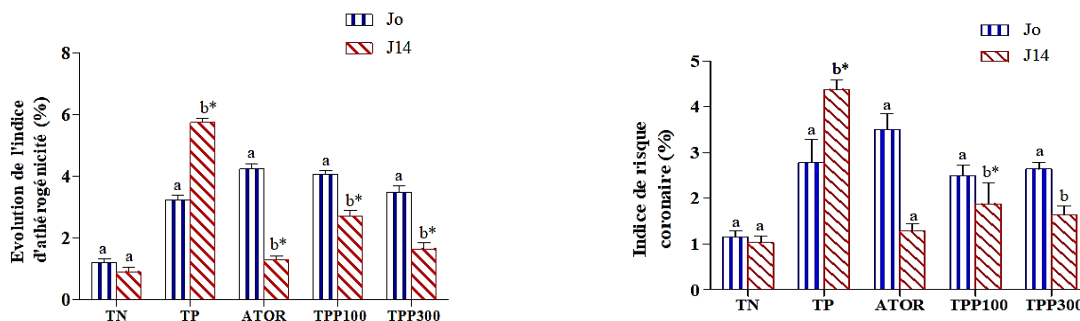 Jo
J14
Evolution de l'indice
d'athérogénicité (%)
8
6
4
2
0
a
a
a
b*
a
b*
a
b*
a
b*
TN
TP
ATOR
TPP100
TPP300
Jo
J14
Indice de risque
coronaire (%)
5
4
3
2
1
0
a
a
a
b*
a
a
a
b*
a
b
TN
TP
ATOR
TPP100
TPP300